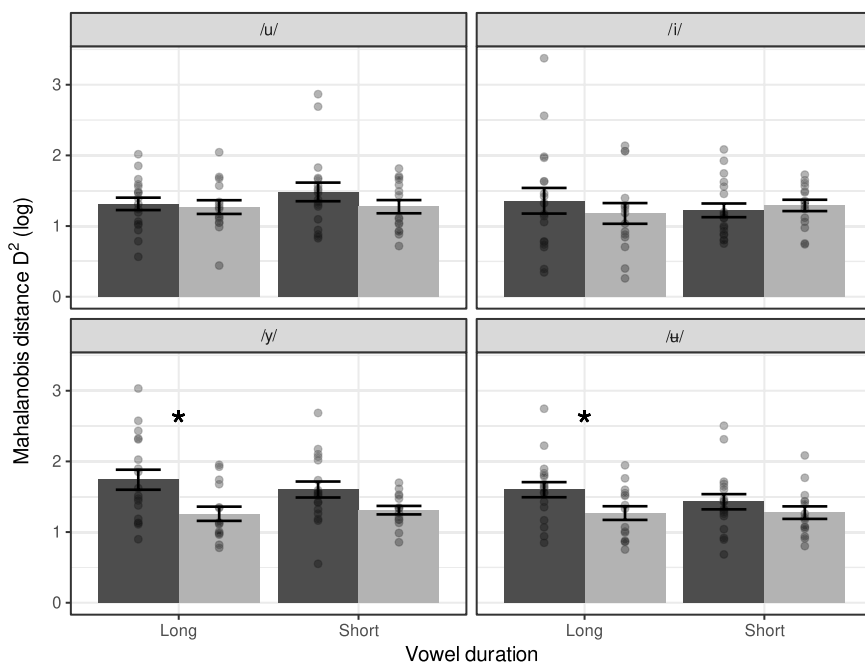 /u/ /i/
3
2
1
0
/y/ /ʉ/
3
* *
2
1
0
Long Short Long Short
Vowel duration
Mahalanobis distance D² (log)